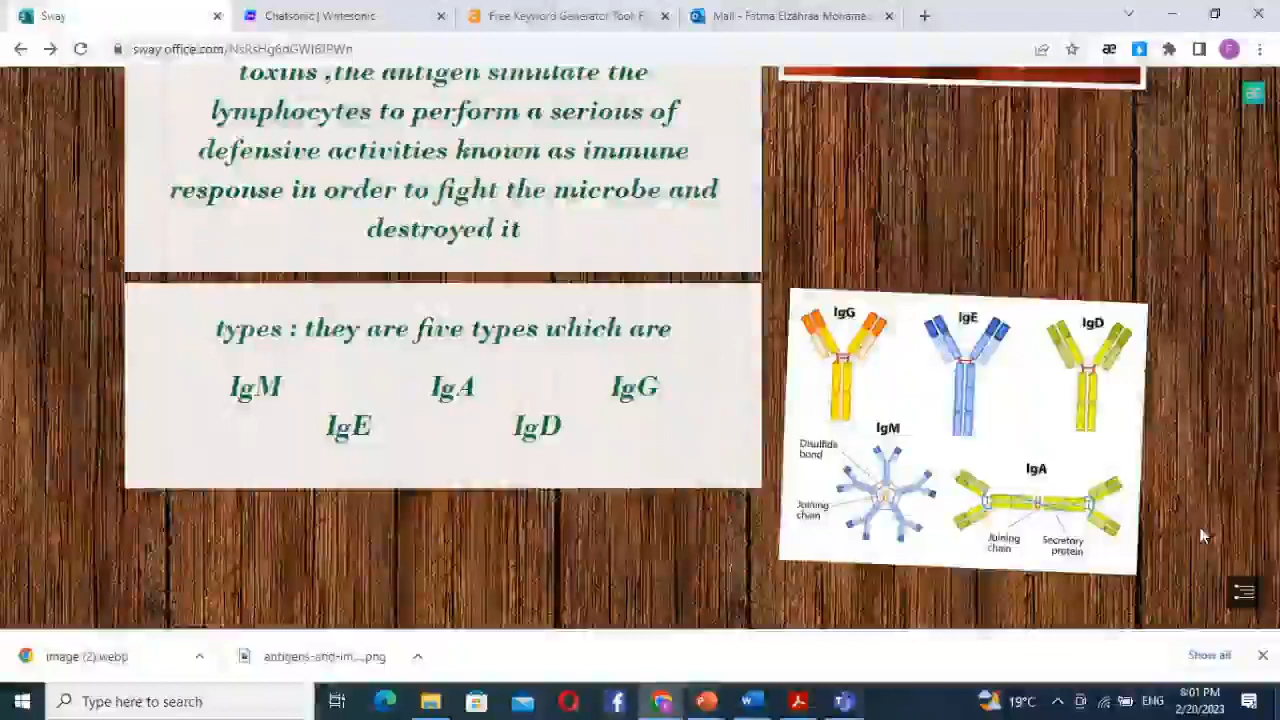 Sway
Chatsonic | Writesonic
Free Keyword Generator Tool: F
Mail - Fatma Elzahraa Mohame
sway.office.com/NsRsHg6dGWI6IPWn
toxins ,the antigen simulate the
lymphocytes to perform a serious of
defensive activities known as immune
response in order to fight the microbe and
destroyed it
types : they are five types which are
IgM IgA IgG
IgE IgD
IgG IgE IgD
IgM
Disulfide
bond
Joining
chain
IgA
Joining
chain
Secretory
protein
image (2).webp
antigens-and-im....png
Show all
Type here to search
19°C
ENG
8:01 PM
2/20/2023